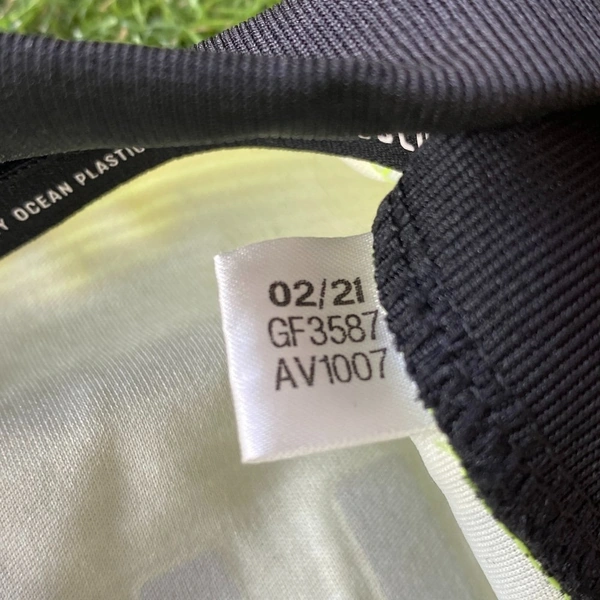 Y OCEAN PLASTIC
02/21
GF3587
AV1007